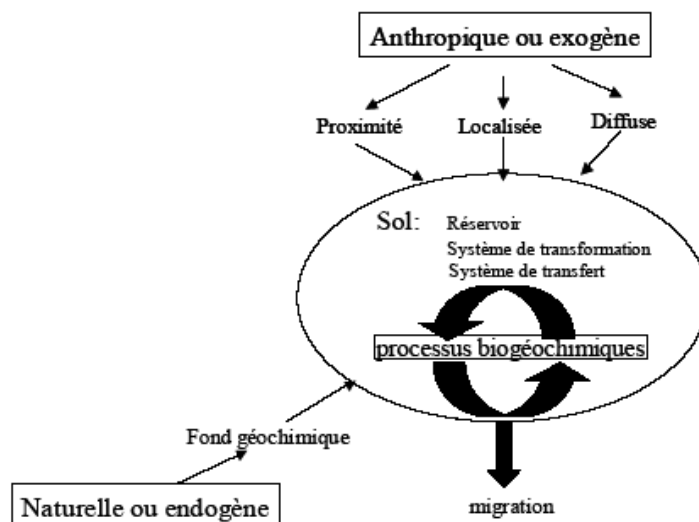 Anthropique ou exogène
Proximité
Localisée
Diffuse
Sol: Réservoir
Système de transformation
Système de transfert
processus biogéochimiques
Fond géochimique
Naturelle ou endogène
migration